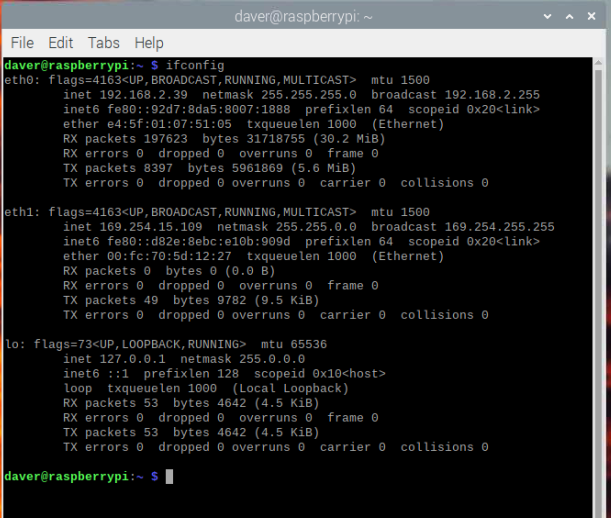 daver@raspberrypi: ~
File Edit Tabs Help
daver@raspberrypi:~ $ ifconfig
eth0: flags=4163<UP,BROADCAST,RUNNING,MULTICAST>  mtu 1500
        inet 192.168.2.39  netmask 255.255.255.0  broadcast 192.168.2.255
        inet6 fe80::92d7:8da5:8007:1888  prefixlen 64  scopeid 0x20<link>
        ether e4:5f:01:07:51:05  txqueuelen 1000  (Ethernet)
        RX packets 197623  bytes 31718755 (30.2 MiB)
        RX errors 0  dropped 0  overruns 0  frame 0
        TX packets 8397  bytes 5961869 (5.6 MiB)
        TX errors 0  dropped 0 overruns 0  carrier 0  collisions 0
eth1: flags=4163<UP,BROADCAST,RUNNING,MULTICAST>  mtu 1500
        inet 169.254.15.109  netmask 255.255.0.0  broadcast 169.254.255.255
        inet6 fe80::d82e:8ebc:e10b:909d  prefixlen 64  scopeid 0x20<link>
        ether 00:fc:70:5d:12:27  txqueuelen 1000  (Ethernet)
        RX packets 0  bytes 0 (0.0 B)
        RX errors 0  dropped 0  overruns 0  frame 0
        TX packets 49  bytes 9782 (9.5 KiB)
        TX errors 0  dropped 0 overruns 0  carrier 0  collisions 0
lo: flags=73<UP,LOOPBACK,RUNNING>  mtu 65536
        inet 127.0.0.1  netmask 255.0.0.0
        inet6 ::1  prefixlen 128  scopeid 0x10<host>
        loop  txqueuelen 1000  (Local Loopback)
        RX packets 53  bytes 4642 (4.5 KiB)
        RX errors 0  dropped 0  overruns 0  frame 0
        TX packets 53  bytes 4642 (4.5 KiB)
        TX errors 0  dropped 0 overruns 0  carrier 0  collisions 0
daver@raspberrypi:~ $